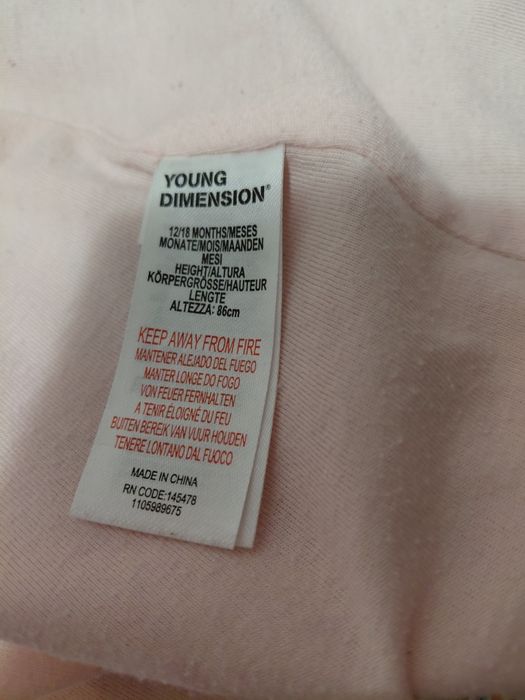 YOUNG
DIMENSION®
12/18 MONTHS/MESES
MONATE/MOIS/MAANDEN
MESI
HEIGHT/ALTURA
KÖRPERGRÖSSE/HAUTEUR
LENGTE
ALTEZZA: 86cm
KEEP AWAY FROM FIRE
MANTENER ALEJADO DEL FUEGO
MANTER LONGE DO FOGO
VON FEUER FERNHALTEN
A TENIR ÉLOIGNÉ DU FEU
BUITEN BEREIK VAN VUUR HOUDEN
TENERE LONTANO DAL FUOCO
MADE IN CHINA
RN CODE:145478
1105989675